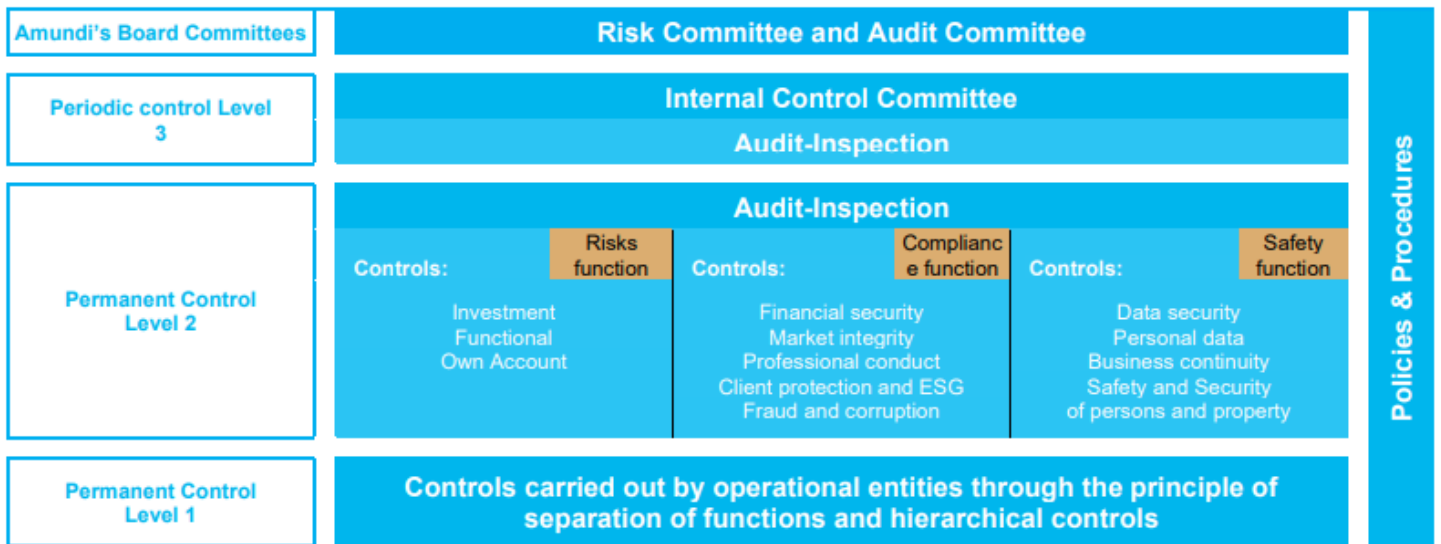 Amundi's Board Committees
Risk Committee and Audit Committee
Periodic control Level
3
Internal Control Committee
Audit-Inspection
Permanent Control
Level 2
Audit-Inspection
Controls:
Risks
function
Investment
Functional
Own Account
Controls:
Complianc
e function
Financial security
Market integrity
Professional conduct
Client protection and ESG
Fraud and corruption
Controls:
Safety
function
Data security
Personal data
Business continuity
Safety and Security
of persons and property
Permanent Control
Level 1
Controls carried out by operational entities through the principle of
separation of functions and hierarchical controls
Policies & Procedures